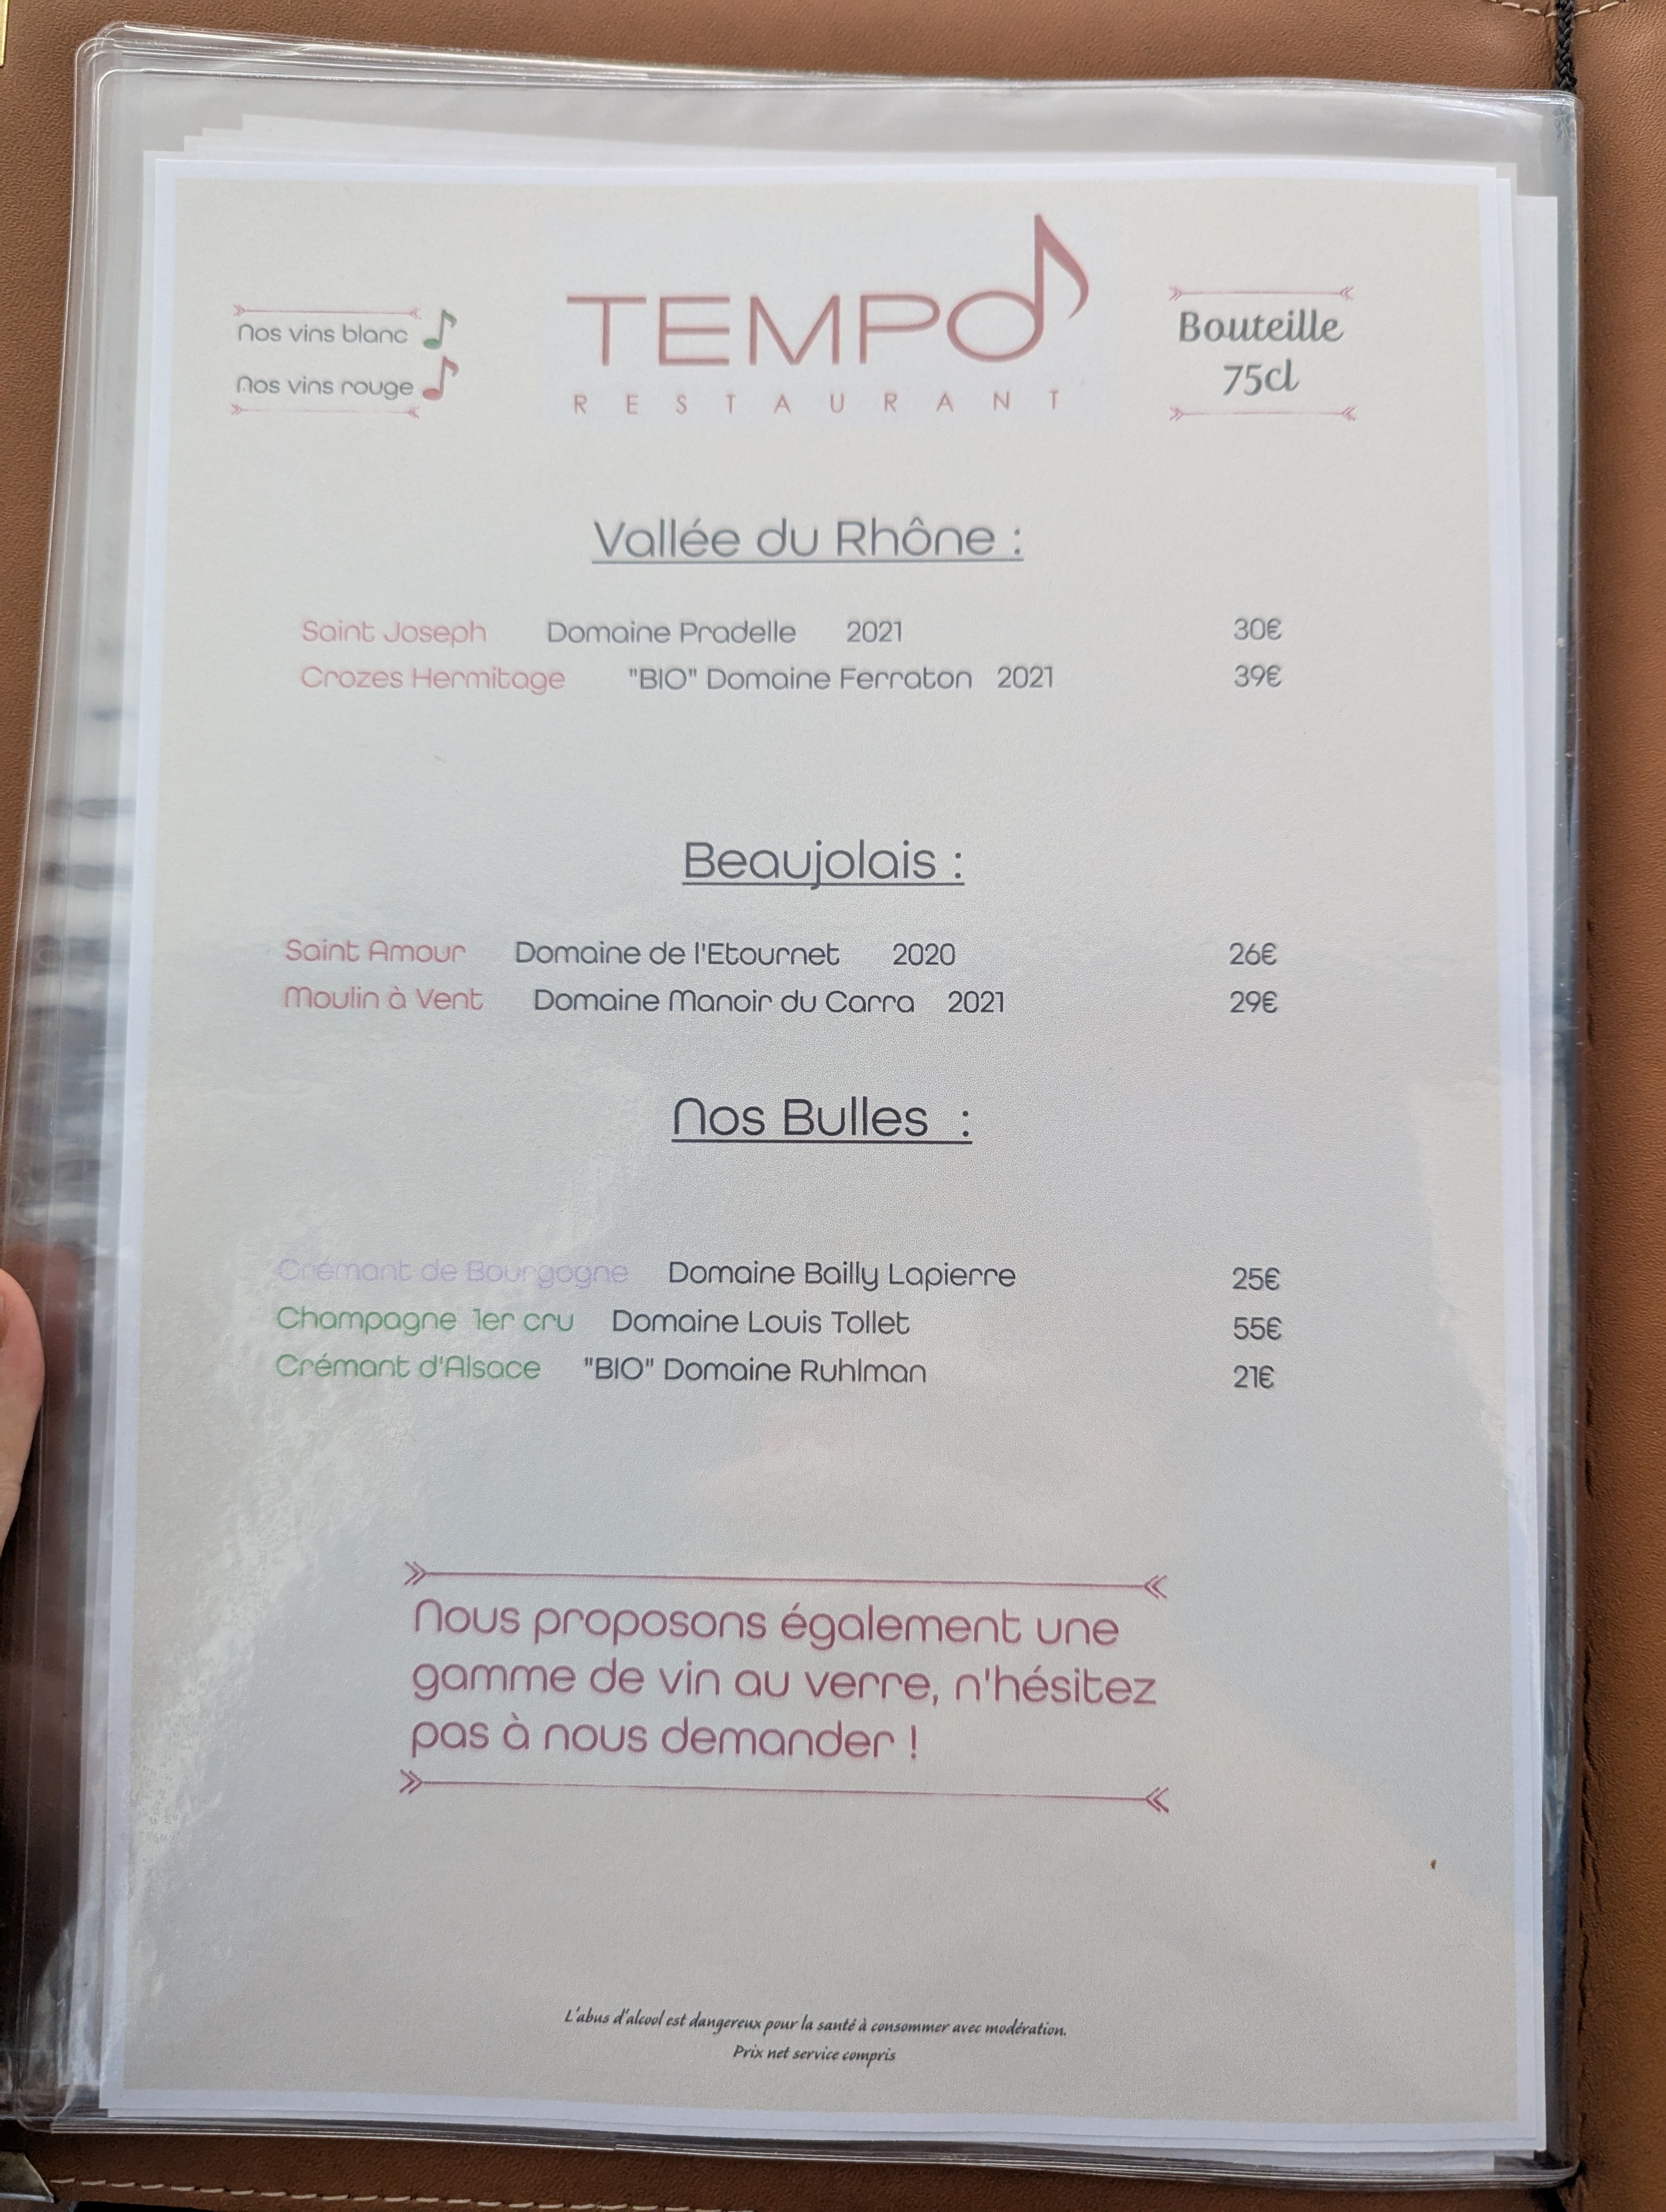 Nos vins blanc
Nos vins rouge
TEMPO
RESTAURANT
Bouteille
75cl
Vallée du Rhône :
Saint Joseph Domaine Pradelle 2021 30€
Crozes Hermitage "BIO" Domaine Ferraton 2021 39€
Beaujolais :
Saint Amour Domaine de l'Etournet 2020 26€
Moulin à Vent Domaine Manoir du Carra 2021 29€
Nos Bulles :
Crémant de Bourgogne Domaine Bailly Lapierre 25€
Champagne 1er cru Domaine Louis Tollet 55€
Crémant d'Alsace "BIO" Domaine Ruhlman 21€
Nous proposons également une
gamme de vin au verre, n'hésitez
pas à nous demander !
L'abus d'alcool est dangereux pour la santé à consommer avec modération.
Prix net service compris